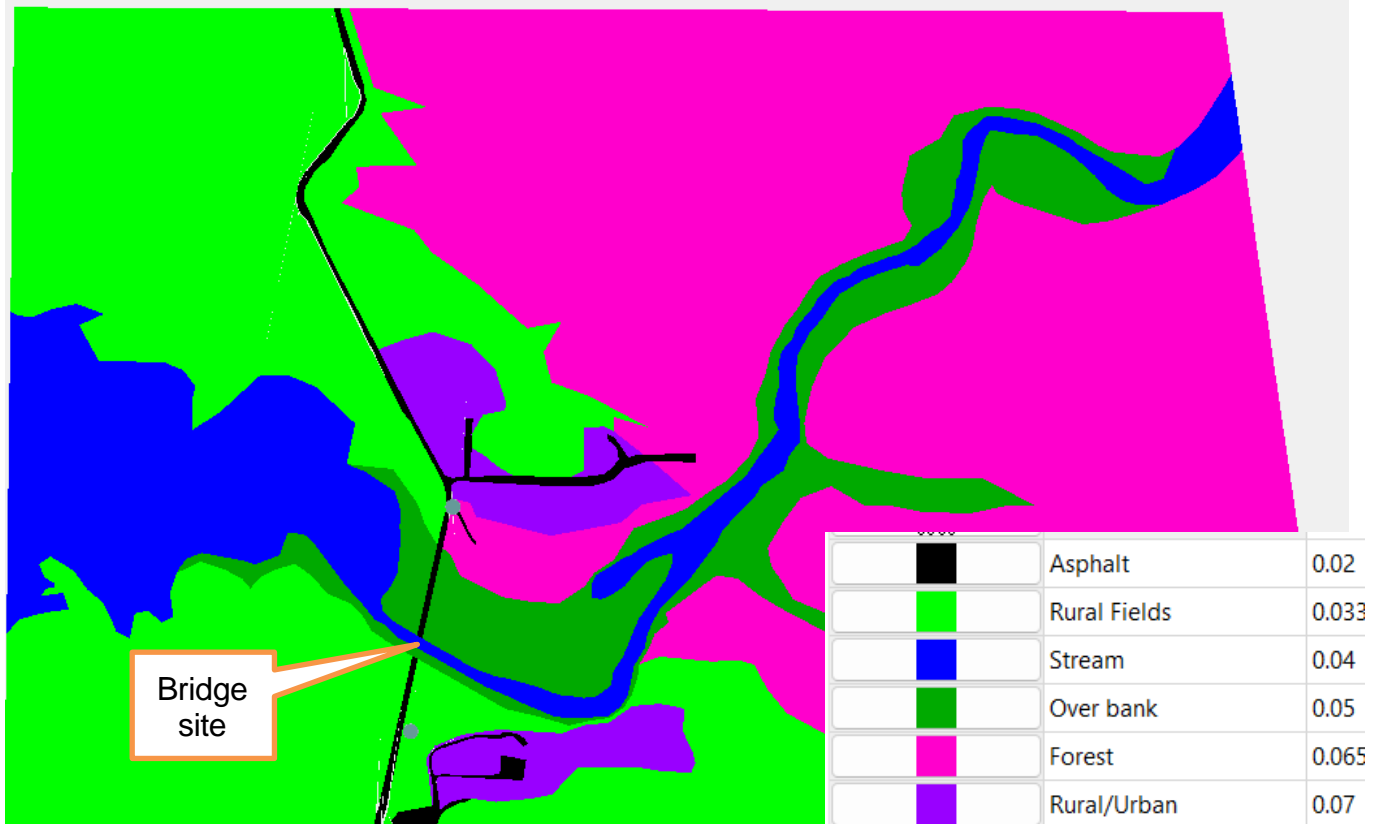 Bridge
site
Asphalt 0.02
Rural Fields 0.033
Stream 0.04
Over bank 0.05
Forest 0.065
Rural/Urban 0.07